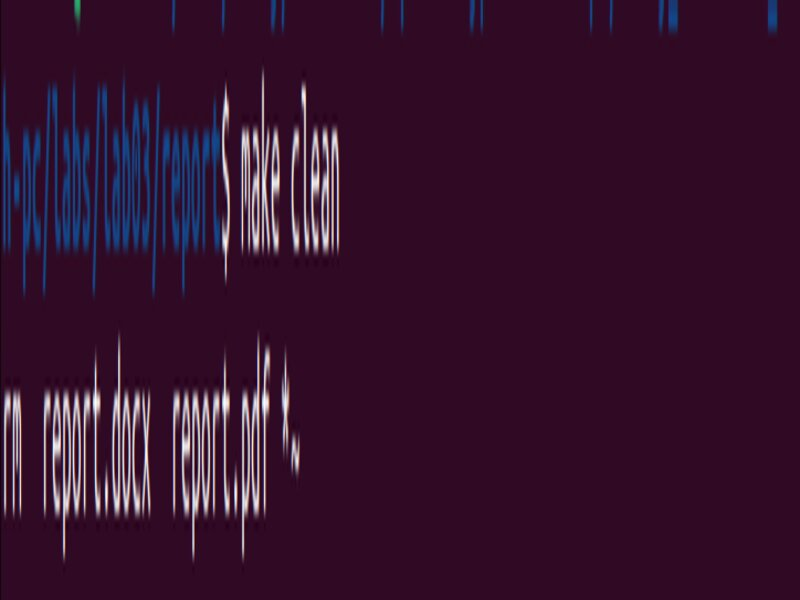 h-pc/labs/lab03/report$ make clean
rm report.docx report.pdf *~